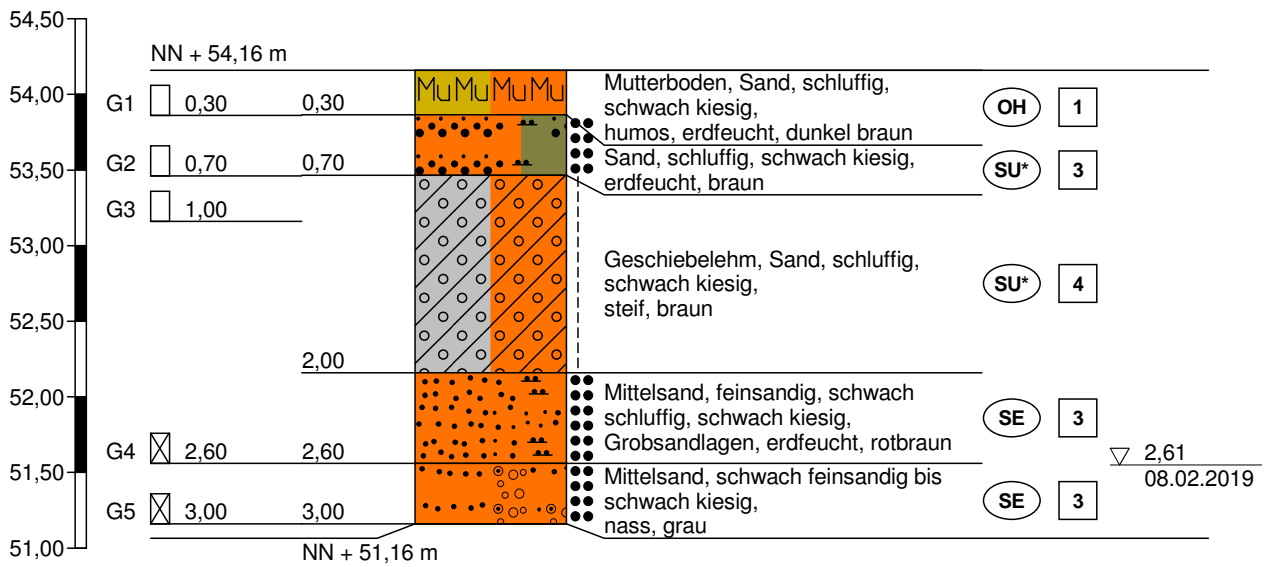 54,50
NN + 54,16 m
54,00
G1 0,30 0,30
Mu Mu Mu Mu
Mutterboden, Sand, schluffig,
schwach kiesig,
humos, erdfeucht, dunkel braun
OH 1
53,50
G2 0,70 0,70
Sand, schluffig, schwach kiesig,
erdfeucht, braun
SU* 3
G3 1,00
53,00
Geschiebelehm, Sand, schluffig,
schwach kiesig,
steif, braun
SU* 4
52,50
2,00
52,00
Mittelsand, feinsandig, schwach
schluffig, schwach kiesig,
Grobsandlagen, erdfeucht, rotbraun
SE 3
G4 2,60 2,60
2,61
08.02.2019
51,50
Mittelsand, schwach feinsandig bis
schwach kiesig,
nass, grau
SE 3
G5 3,00 3,00
51,00
NN + 51,16 m